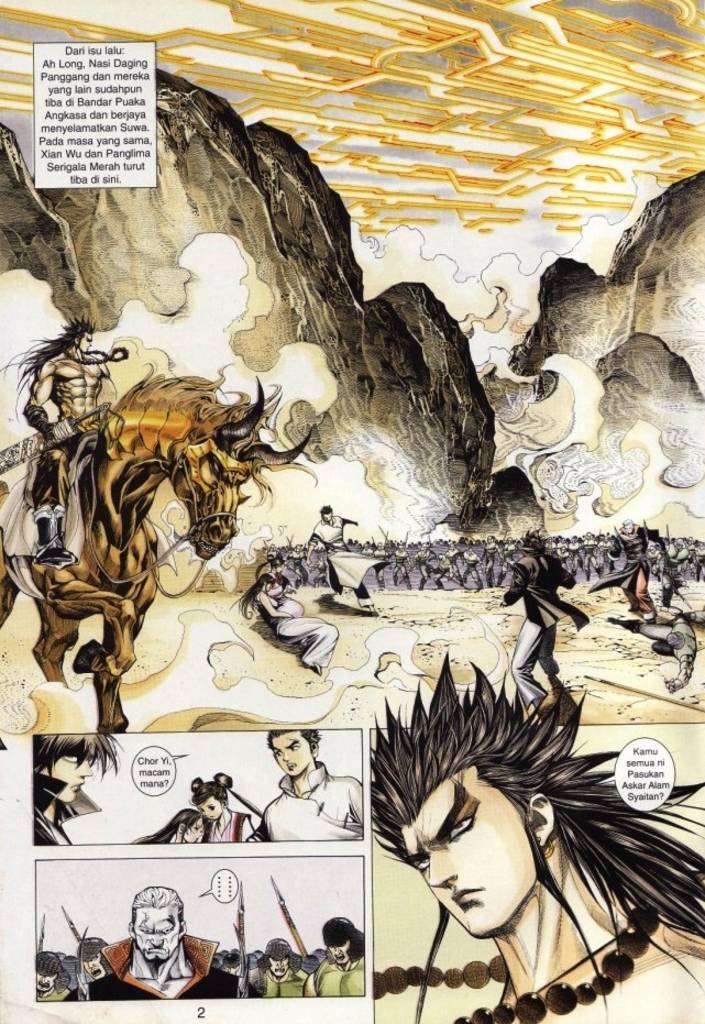 Dari isu lalu:
Ah Long, Nasi Daging
Panggang dan mereka
yang lain sudahpun
tiba di Bandar Puaka
Angkasa dan berjaya
menyelamatkan Suwa.
Pada masa yang sama,
Xian Wu dan Panglima
Serigala Merah turut
tiba di sini.
Chor Yi,
macam
mana?
Kamu
semua ni
Pasukan
Askar Alam
Syaitan?
2